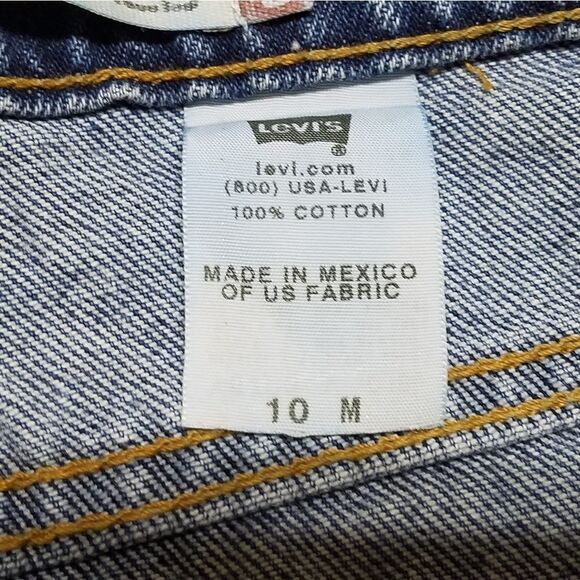 LEVI'S
®
levi.com
(800) USA-LEVI
100% COTTON
MADE IN MEXICO
OF US FABRIC
10 M